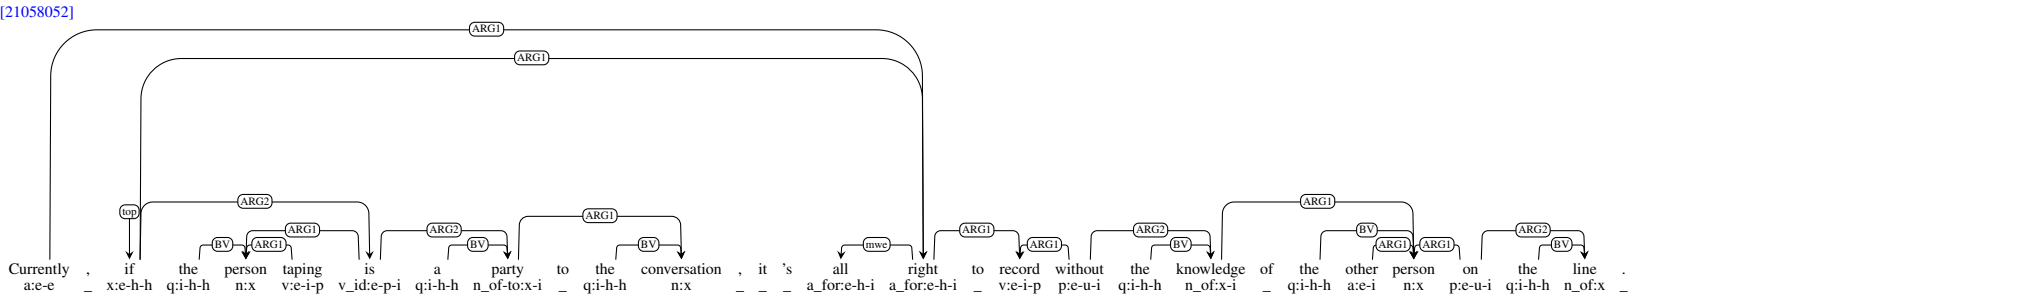 [21058052]
ARG1
ARG1
ARG2
top
ARG1
ARG2
ARG1
ARG1
BV
ARG1
ARG2
BV
ARG2
BV ARG1 BV BV mwe ARG1 BV ARG1 ARG1 BV
Currently , if the person taping is a party to the conversation , it 's all right to record without the knowledge of the other person on the line .
a:e-e _ x:e-h-h q:i-h-h n:x v:e-i-p v_id:e-p-i q:i-h-h n_of-to:x-i _ q:i-h-h n:x _ _ _ a_for:e-h-i a_for:e-h-i _ v:e-i-p p:e-u-i q:i-h-h n_of:x-i _ q:i-h-h a:e-i n:x p:e-u-i q:i-h-h n_of:x _